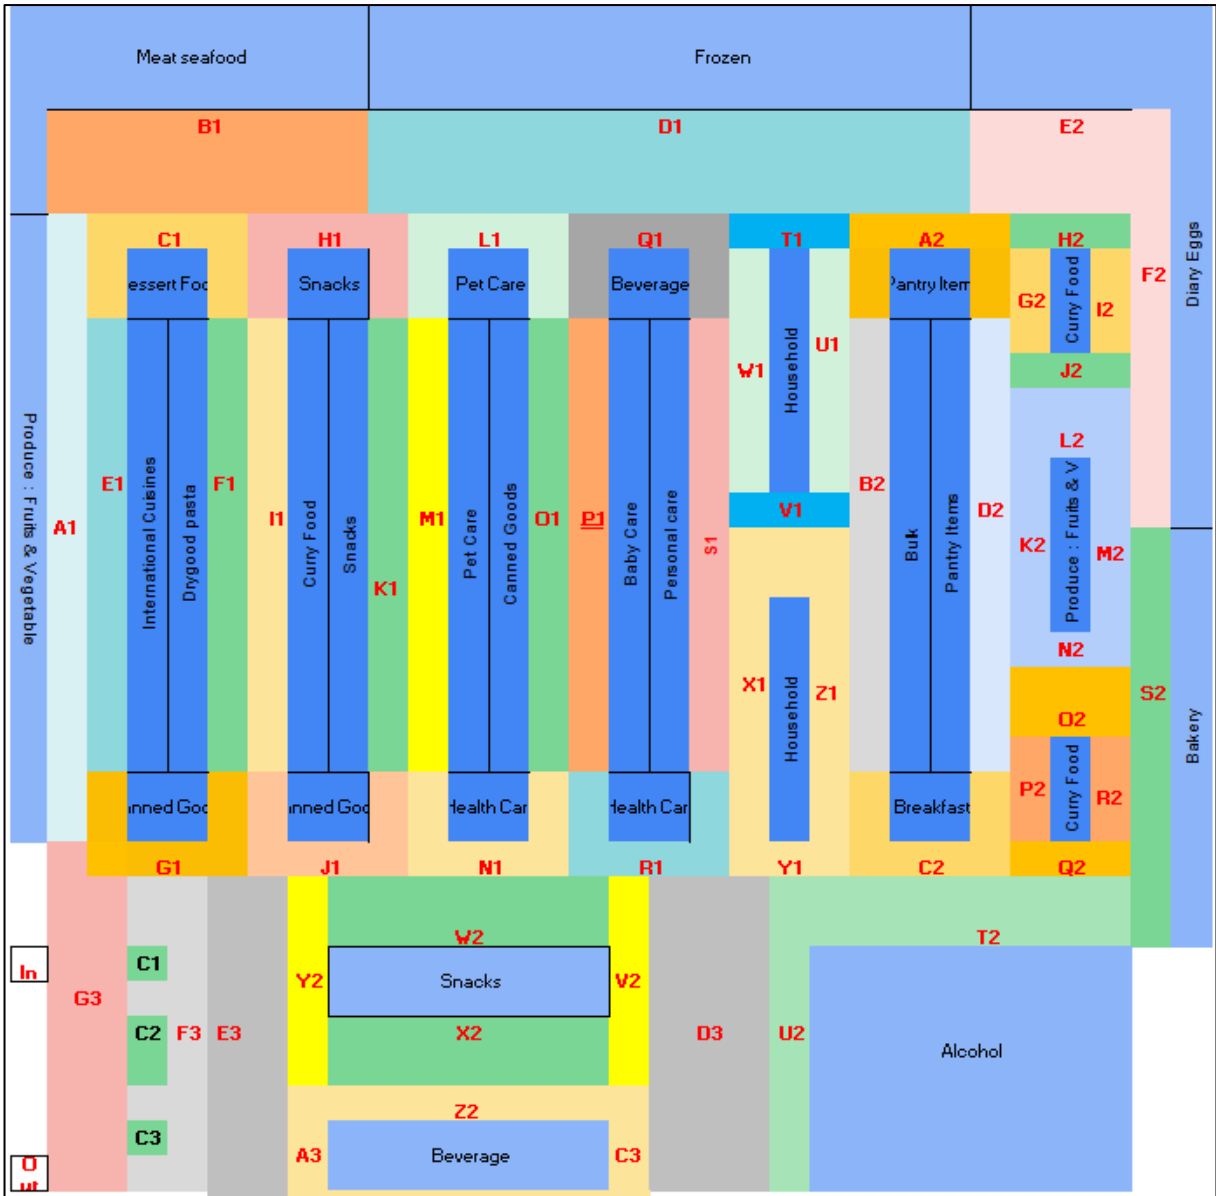 Meat seafood
Frozen
B1
D1
E2
C1
H1
L1
Q1
T1
A2
H2
essert Foo
Snacks
Pet Care
Beverage
Pantry Item
G2
Curry Food
I2
F2
Diary Eggs
W1
Household
U1
J2
Produce : Fruits & Vegetable
A1
E1
International Cuisines
Drygood pasta
F1
I1
Curry Food
Snacks
K1
M1
Pet Care
Canned Goods
O1
P1
Baby Care
Personal care
S1
V1
B2
Bulk
Pantry Items
D2
L2
K2
Produce : Fruits & V
M2
N2
X1
Household
Z1
O2
S2
Bakery
P2
Curry Food
R2
nned Goo
nned Goo
Health Car
Health Car
Breakfast
G1
J1
N1
R1
Y1
C2
Q2
W2
T2
In
G3
C1
C2
C3
F3
E3
Y2
Snacks
V2
X2
D3
U2
Alcohol
Z2
A3
Beverage
C3
O
ut